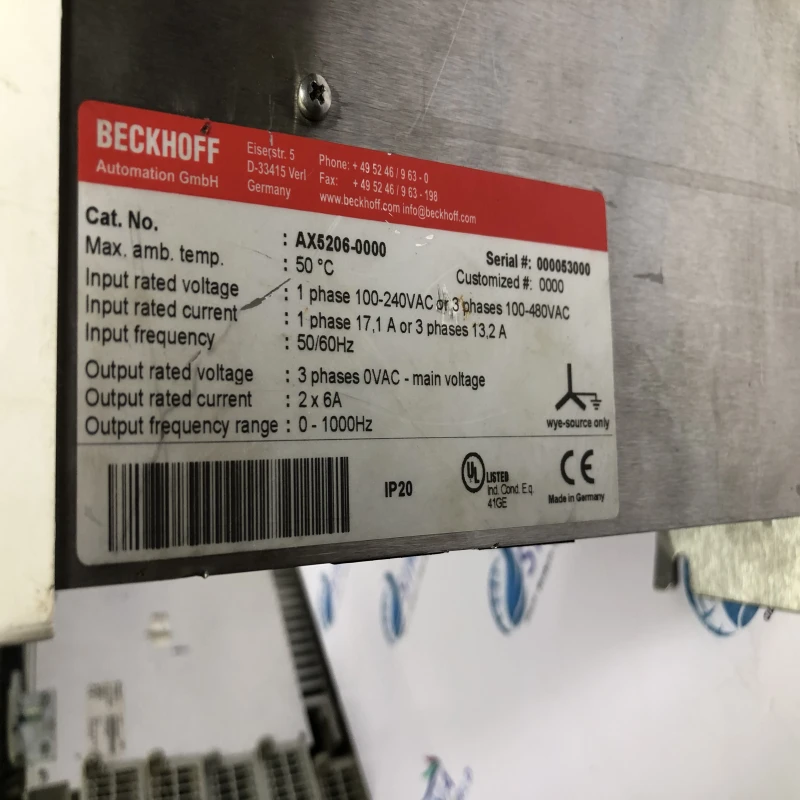 BECKHOFF
Automation GmbH
Eiserstr. 5
D-33415 Verl
Germany
Phone: + 49 52 46 / 9 63 - 0
Fax: + 49 52 46 / 9 63 - 198
www.beckhoff.com info@beckhoff.com
Cat. No. : AX5206-0000 Serial #: 000053000
Max. amb. temp. : 50 °C Customized #: 0000
Input rated voltage : 1 phase 100-240VAC or 3 phases 100-480VAC
Input rated current : 1 phase 17,1 A or 3 phases 13,2 A
Input frequency : 50/60Hz
Output rated voltage : 3 phases 0VAC - main voltage
Output rated current : 2 x 6A
Output frequency range : 0 - 1000Hz
wye-source only
IP20
UL LISTED
Ind. Cond. Eq.
41GE
CE
Made in Germany